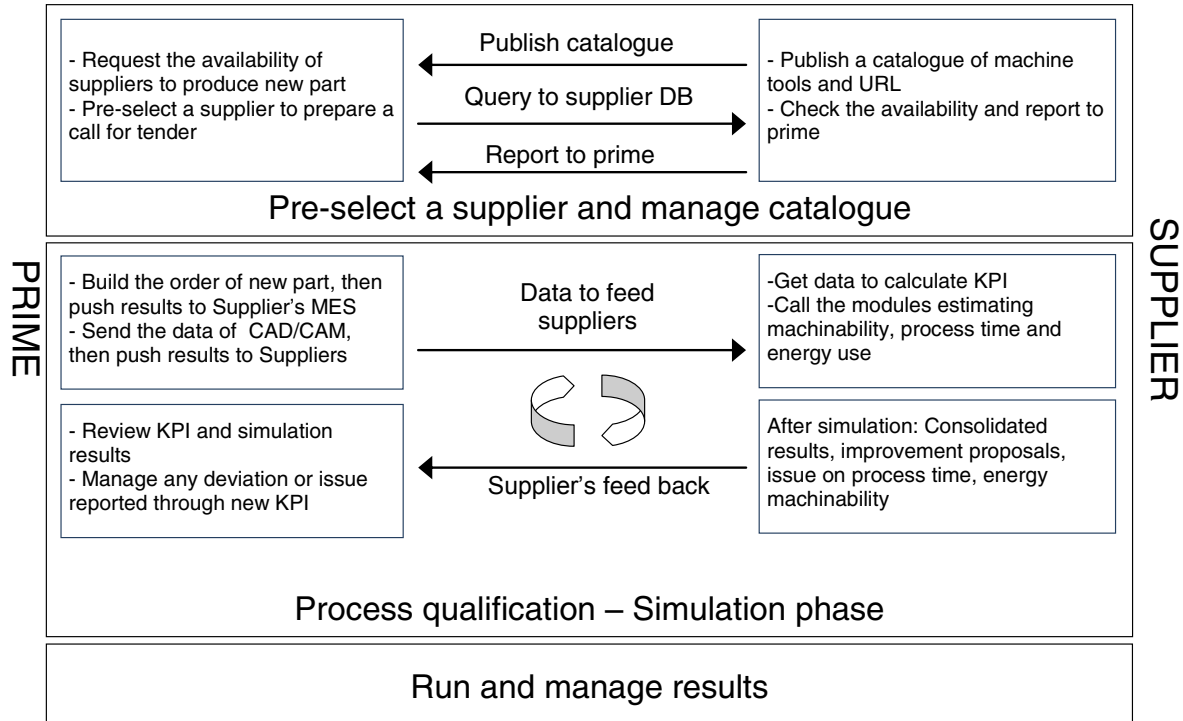 - Request the availability of
suppliers to produce new part
- Pre-select a supplier to prepare a
call for tender
Publish catalogue
Query to supplier DB
Report to prime
- Publish a catalogue of machine
tools and URL
- Check the availability and report to
prime
Pre-select a supplier and manage catalogue
PRIME
SUPPLIER
- Build the order of new part, then
push results to Supplier's MES
- Send the data of CAD/CAM,
then push results to Suppliers
Data to feed
suppliers
-Get data to calculate KPI
-Call the modules estimating
machinability, process time and
energy use
- Review KPI and simulation
results
- Manage any deviation or issue
reported through new KPI
Supplier's feed back
After simulation: Consolidated
results, improvement proposals,
issue on process time, energy
machinability
Process qualification – Simulation phase
Run and manage results